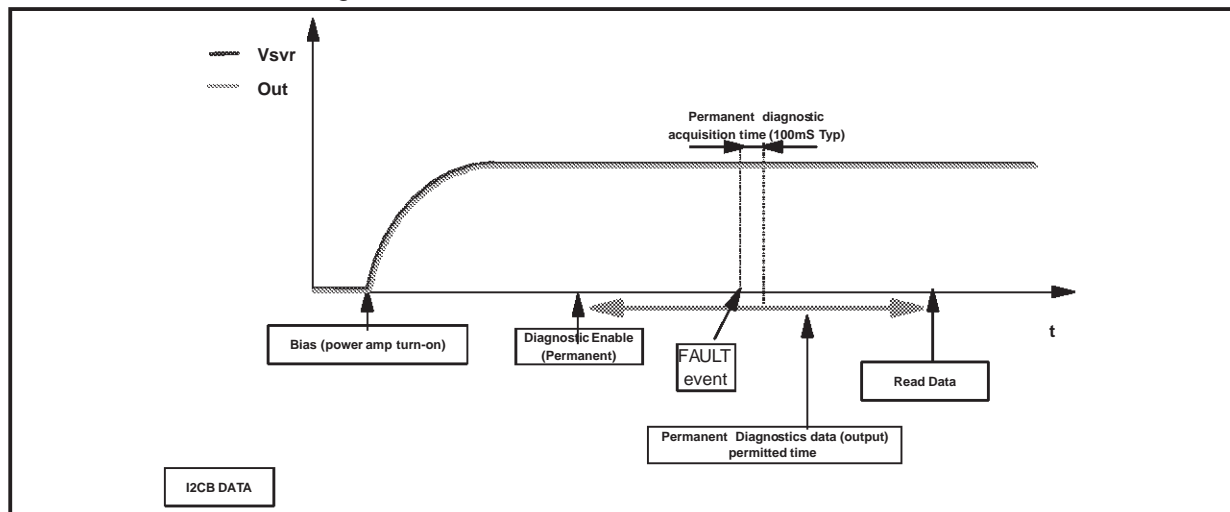 Vsvr
Out
Permanent diagnostic
acquisition time (100mS Typ)
t
Bias (power amp turn-on)
Diagnostic Enable
(Permanent)
FAULT
event
Read Data
Permanent Diagnostics data (output)
permitted time
I2CB DATA